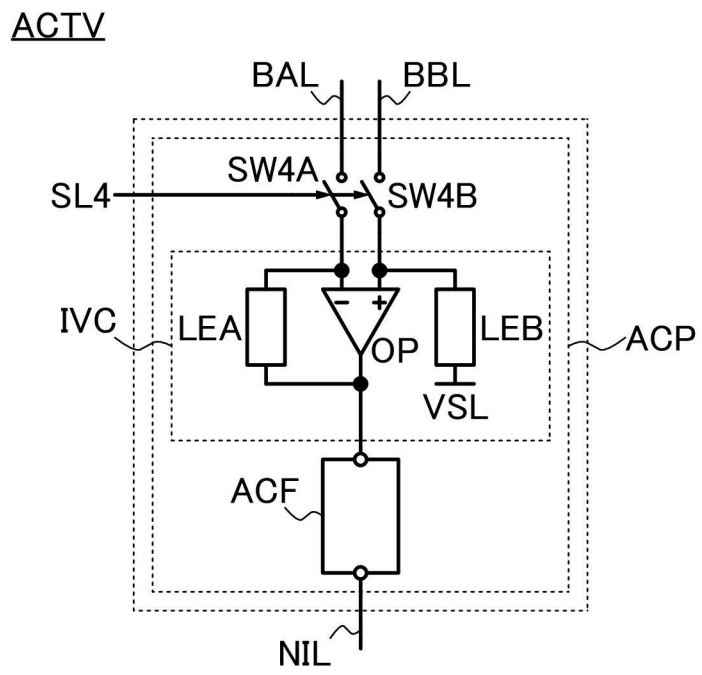 ACTV
BAL
BBL
SW4A
SL4
SW4B
IVC
LEA
−
+
OP
LEB
VSL
ACP
ACF
NIL